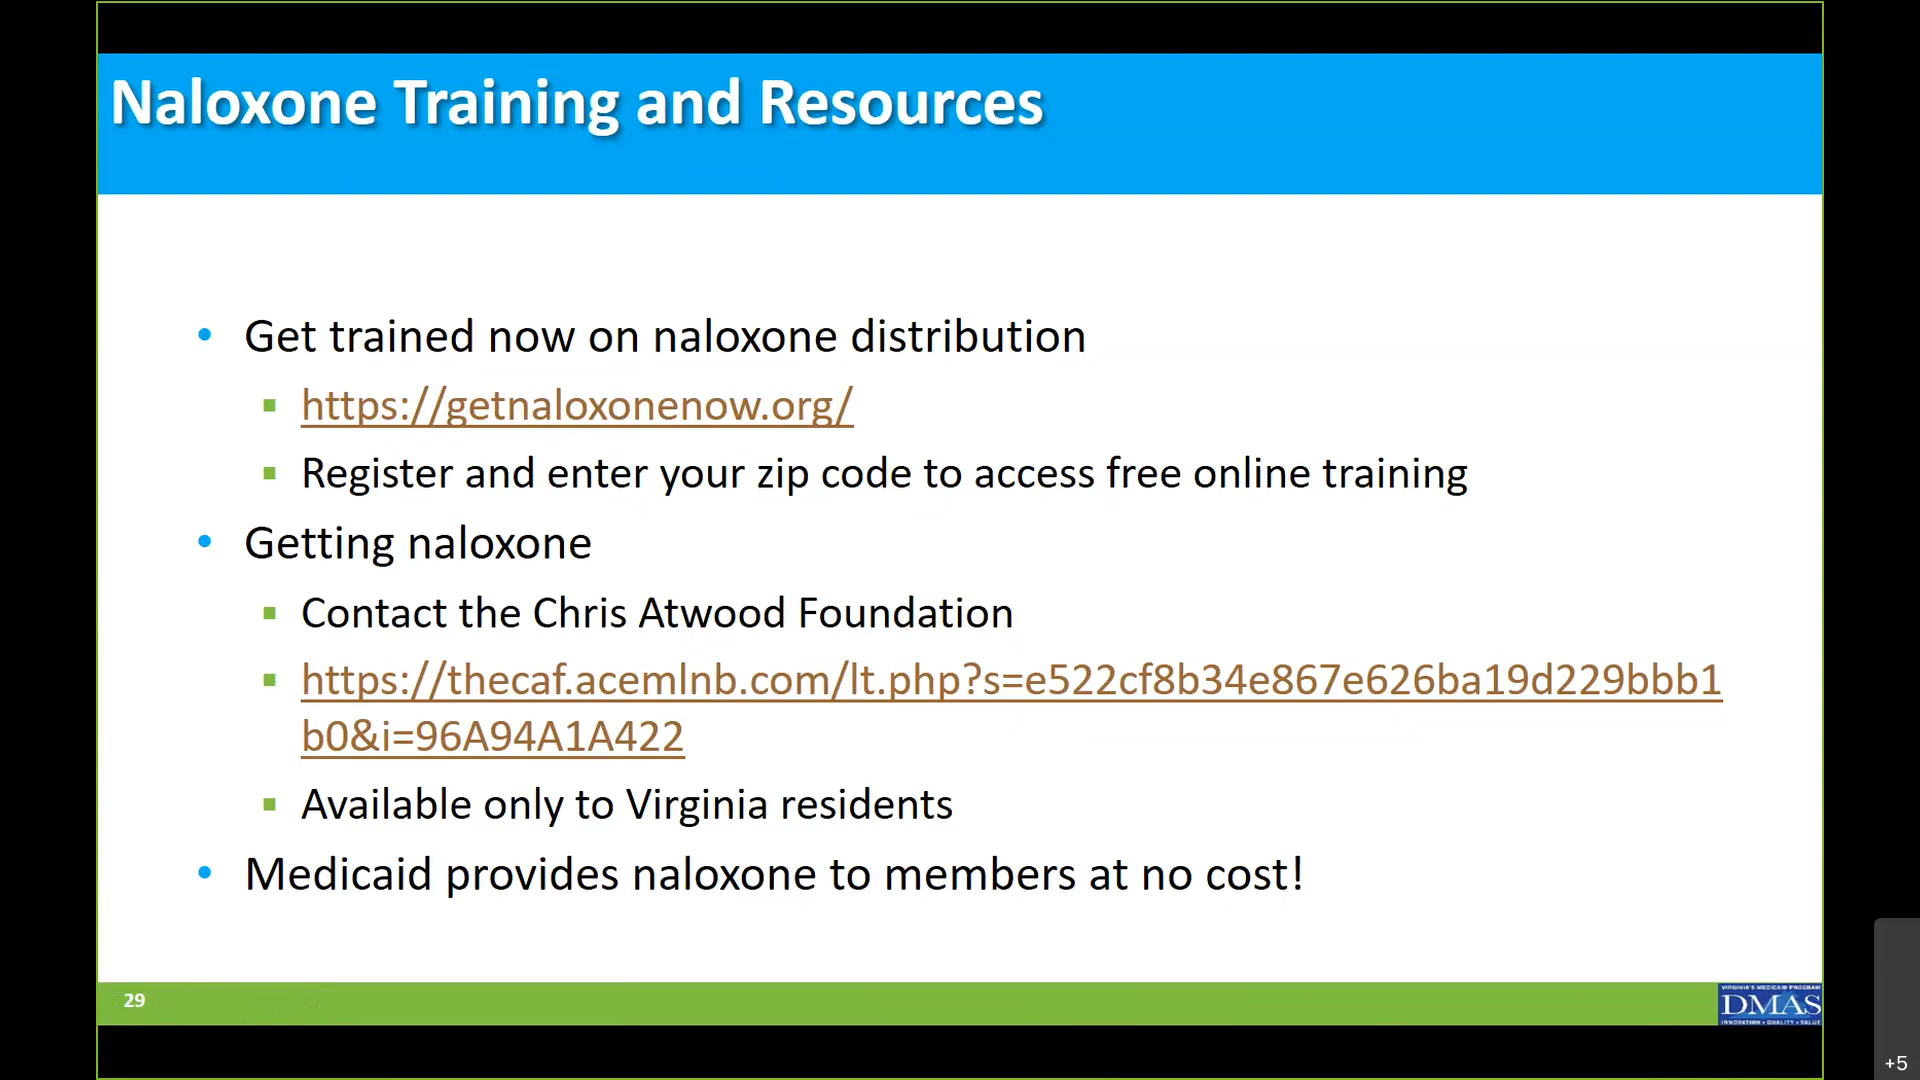 Naloxone Training and Resources
• Get trained now on naloxone distribution
▪ https://getnaloxonenow.org/
▪ Register and enter your zip code to access free online training
• Getting naloxone
▪ Contact the Chris Atwood Foundation
▪ https://thecaf.acemlnb.com/lt.php?s=e522cf8b34e867e626ba19d229bbb1
b0&i=96A94A1A422
▪ Available only to Virginia residents
• Medicaid provides naloxone to members at no cost!
29
VIRGINIA'S MEDICAID PROGRAM
DMAS
INNOVATION • QUALITY • VALUE
+5